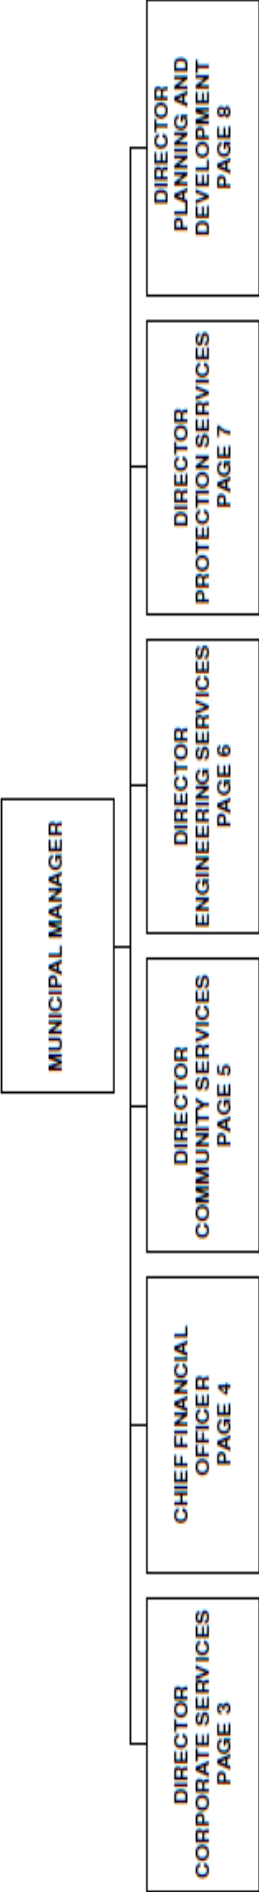 MUNICIPAL MANAGER
DIRECTOR
CORPORATE SERVICES
PAGE 3
CHIEF FINANCIAL
OFFICER
PAGE 4
DIRECTOR
COMMUNITY SERVICES
PAGE 5
DIRECTOR
ENGINEERING SERVICES
PAGE 6
DIRECTOR
PROTECTION SERVICES
PAGE 7
DIRECTOR
PLANNING AND
DEVELOPMENT
PAGE 8